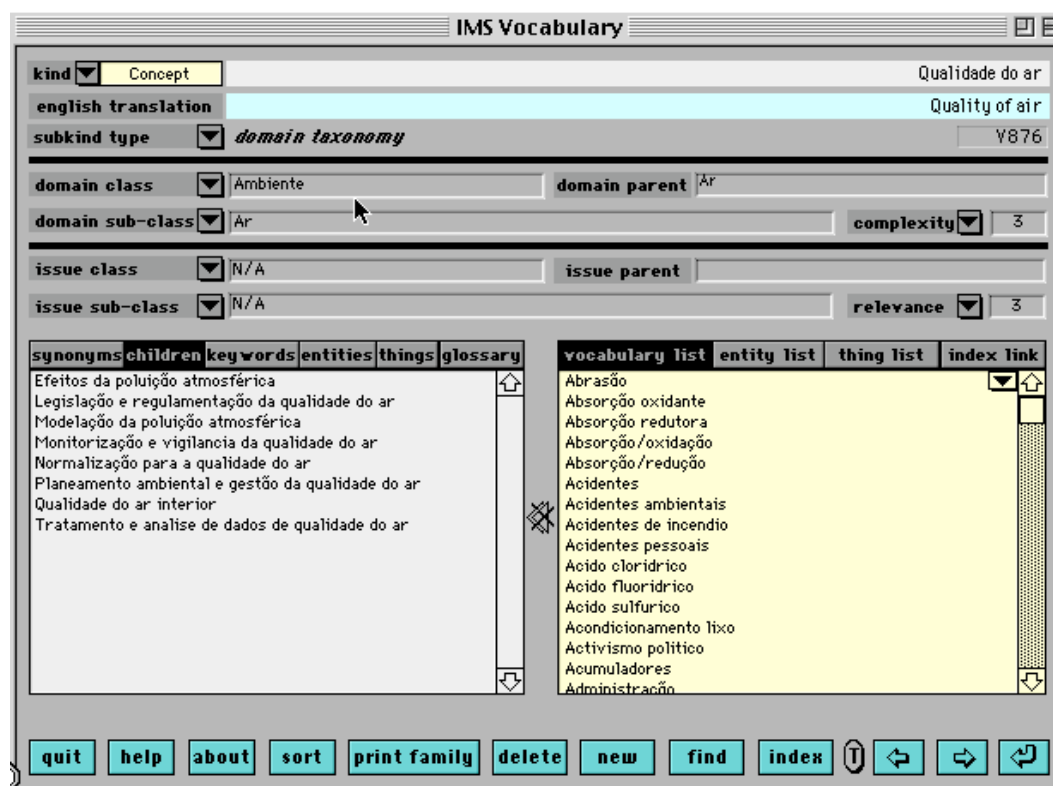 IMS Vocabulary
kind Concept Qualidade do ar
english translation Quality of air
subkind type domain taxonomy V876
domain class Ambiente domain parent Ar
domain sub-class Ar complexity 3
issue class N/A issue parent
issue sub-class N/A relevance 3
synonyms children keywords entities things glossary
Efeitos da poluição atmosférica
Legislação e regulamentação da qualidade do ar
Modelação da poluição atmosférica
Monitorização e vigilancia da qualidade do ar
Normalização para a qualidade do ar
Planeamento ambiental e gestão da qualidade do ar
Qualidade do ar interior
Tratamento e analise de dados de qualidade do ar
vocabulary list entity list thing list index link
Abrasão
Absorção oxidante
Absorção redutora
Absorção/oxidação
Absorção/redução
Acidentes
Acidentes ambientais
Acidentes de incendio
Acidentes pessoais
Acido cloridrico
Acido fluoridrico
Acido sulfurico
Acondicionamento lixo
Activismo politico
Acumuladores
Administração
quit help about sort print family delete new find index T